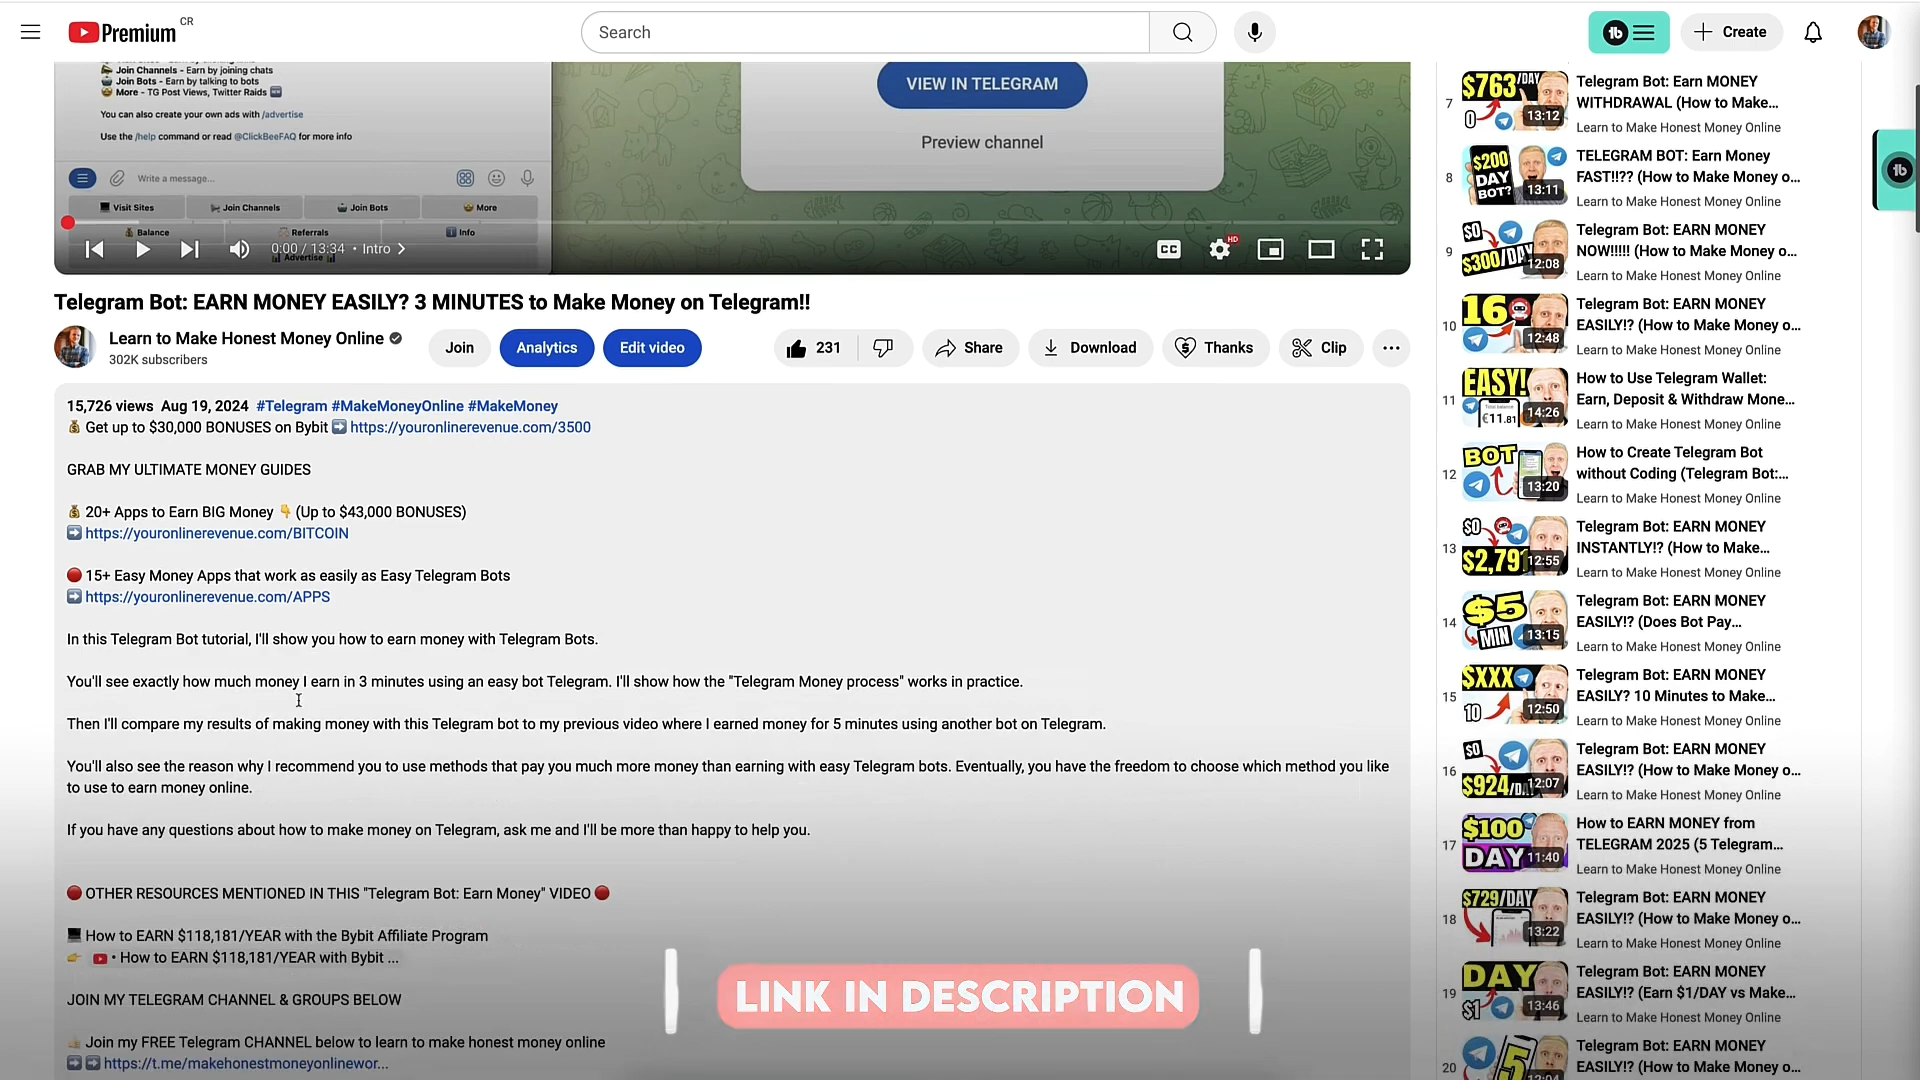 Premium CR
Search
Create
Join Channels - Earn by joining chats
Join Bots - Earn by talking to bots
More - TG Post Views, Twitter Raids
You can also create your own ads with /advertise
Use the /help command or read @ClickBeeFAQ for more info
Write a message...
Visit Sites
Join Channels
Join Bots
More
Balance
Referrals
Info
Advertise
VIEW IN TELEGRAM
Preview channel
0:00 / 13:34 • Intro
CC
HD
Telegram Bot: EARN MONEY EASILY? 3 MINUTES to Make Money on Telegram!!
Learn to Make Honest Money Online
302K subscribers
Join
Analytics
Edit video
231
Share
Download
Thanks
Clip
15,726 views Aug 19, 2024 #Telegram #MakeMoneyOnline #MakeMoney
Get up to $30,000 BONUSES on Bybit https://youronlinerevenue.com/3500
GRAB MY ULTIMATE MONEY GUIDES
20+ Apps to Earn BIG Money (Up to $43,000 BONUSES)
https://youronlinerevenue.com/BITCOIN
15+ Easy Money Apps that work as easily as Easy Telegram Bots
https://youronlinerevenue.com/APPS
In this Telegram Bot tutorial, I'll show you how to earn money with Telegram Bots.
You'll see exactly how much money I earn in 3 minutes using an easy bot Telegram. I'll show how the "Telegram Money process" works in practice.
Then I'll compare my results of making money with this Telegram bot to my previous video where I earned money for 5 minutes using another bot on Telegram.
You'll also see the reason why I recommend you to use methods that pay you much more money than earning with easy Telegram bots. Eventually, you have the freedom to choose which method you like
to use to earn money online.
If you have any questions about how to make money on Telegram, ask me and I'll be more than happy to help you.
OTHER RESOURCES MENTIONED IN THIS "Telegram Bot: Earn Money" VIDEO
How to EARN $118,181/YEAR with the Bybit Affiliate Program
• How to EARN $118,181/YEAR with Bybit ...
JOIN MY TELEGRAM CHANNEL & GROUPS BELOW
Join my FREE Telegram CHANNEL below to learn to make honest money online
https://t.me/makehonestmoneyonlinewor...
LINK IN DESCRIPTION
7
$763/DAY
0
13:12
Telegram Bot: Earn MONEY
WITHDRAWAL (How to Make...
Learn to Make Honest Money Online
8
$200
DAY
BOT?
13:11
TELEGRAM BOT: Earn Money
FAST!!?? (How to Make Money o...
Learn to Make Honest Money Online
9
$0
$300/DAY
12:08
Telegram Bot: EARN MONEY
NOW!!!!! (How to Make Money o...
Learn to Make Honest Money Online
10
16
12:48
Telegram Bot: EARN MONEY
EASILY!? (How to Make Money o...
Learn to Make Honest Money Online
11
EASY!
Total balance
€11.81
14:26
How to Use Telegram Wallet:
Earn, Deposit & Withdraw Mone...
Learn to Make Honest Money Online
12
BOT
13:20
How to Create Telegram Bot
without Coding (Telegram Bot:...
Learn to Make Honest Money Online
13
$0
$2,791
12:55
Telegram Bot: EARN MONEY
INSTANTLY!? (How to Make...
Learn to Make Honest Money Online
14
$5
MIN
13:15
Telegram Bot: EARN MONEY
EASILY!? (Does Bot Pay...
Learn to Make Honest Money Online
15
$XXX
10
12:50
Telegram Bot: EARN MONEY
EASILY? 10 Minutes to Make...
Learn to Make Honest Money Online
16
$0
$924/D
12:07
Telegram Bot: EARN MONEY
EASILY!? (How to Make Money o...
Learn to Make Honest Money Online
17
$100
DAY
11:40
How to EARN MONEY from
TELEGRAM 2025 (5 Telegram...
Learn to Make Honest Money Online
18
$729/DAY
13:22
Telegram Bot: EARN MONEY
EASILY!? (How to Make Money o...
Learn to Make Honest Money Online
19
DAY
$1
13:46
Telegram Bot: EARN MONEY
EASILY!? (Earn $1/DAY vs Make...
Learn to Make Honest Money Online
20
5
Telegram Bot: EARN MONEY
EASILY!? (How to Make Money o...